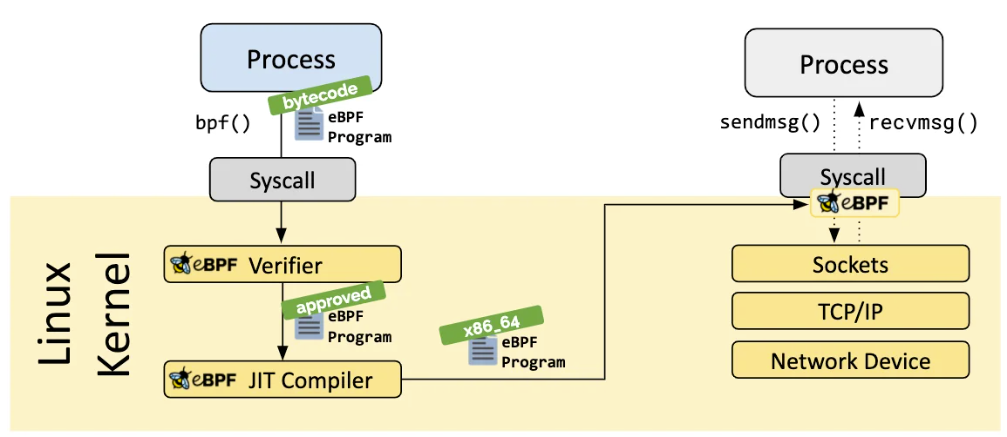 Process
bytecode
bpf()
eBPF
Program
Syscall
Linux
Kernel
eBPF Verifier
approved
eBPF
Program
eBPF JIT Compiler
x86_64
eBPF
Program
Process
sendmsg()
recvmsg()
Syscall
eBPF
Sockets
TCP/IP
Network Device